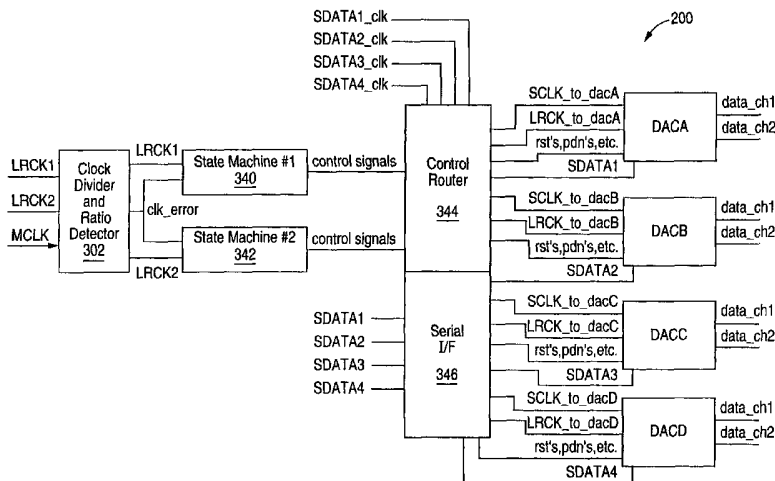 SDATA1_clk
SDATA2_clk
SDATA3_clk
SDATA4_clk
200
LRCK1
LRCK2
MCLK
Clock
Divider
and
Ratio
Detector
302
LRCK1
clk_error
LRCK2
State Machine #1
340
State Machine #2
342
control signals
control signals
Control
Router
344
SDATA1
SDATA2
SDATA3
SDATA4
Serial
I/F
346
SCLK_to_dacA
LRCK_to_dacA
rst's,pdn's,etc.
SDATA1
DACA
data_ch1
data_ch2
SCLK_to_dacB
LRCK_to_dacB
rst's,pdn's,etc.
SDATA2
DACB
data_ch1
data_ch2
SCLK_to_dacC
LRCK_to_dacC
rst's,pdn's,etc.
SDATA3
DACC
data_ch1
data_ch2
SCLK_to_dacD
LRCK_to_dacD
rst's,pdn's,etc.
SDATA4
DACD
data_ch1
data_ch2